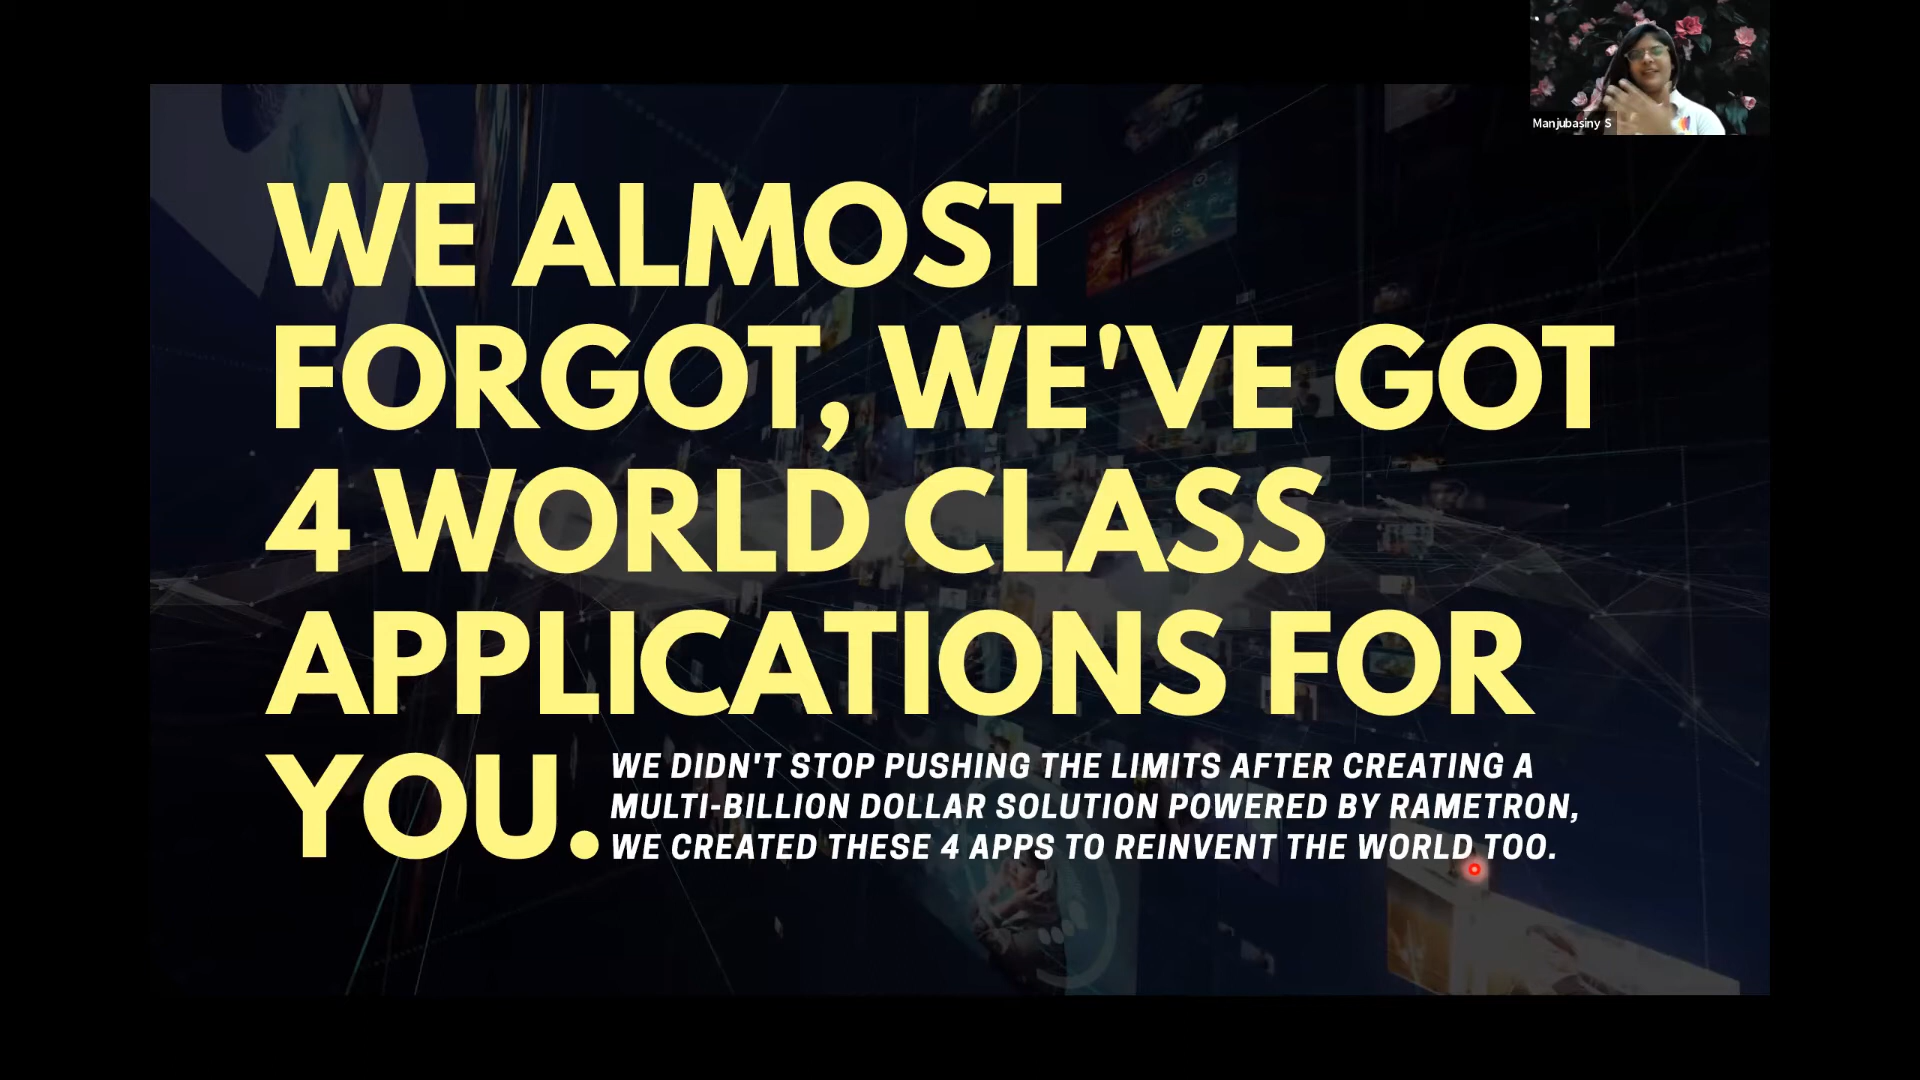 Manjubasiny S
WE ALMOST
FORGOT, WE'VE GOT
4 WORLD CLASS
APPLICATIONS FOR
YOU.
WE DIDN'T STOP PUSHING THE LIMITS AFTER CREATING A
MULTI-BILLION DOLLAR SOLUTION POWERED BY RAMETRON,
WE CREATED THESE 4 APPS TO REINVENT THE WORLD TOO.